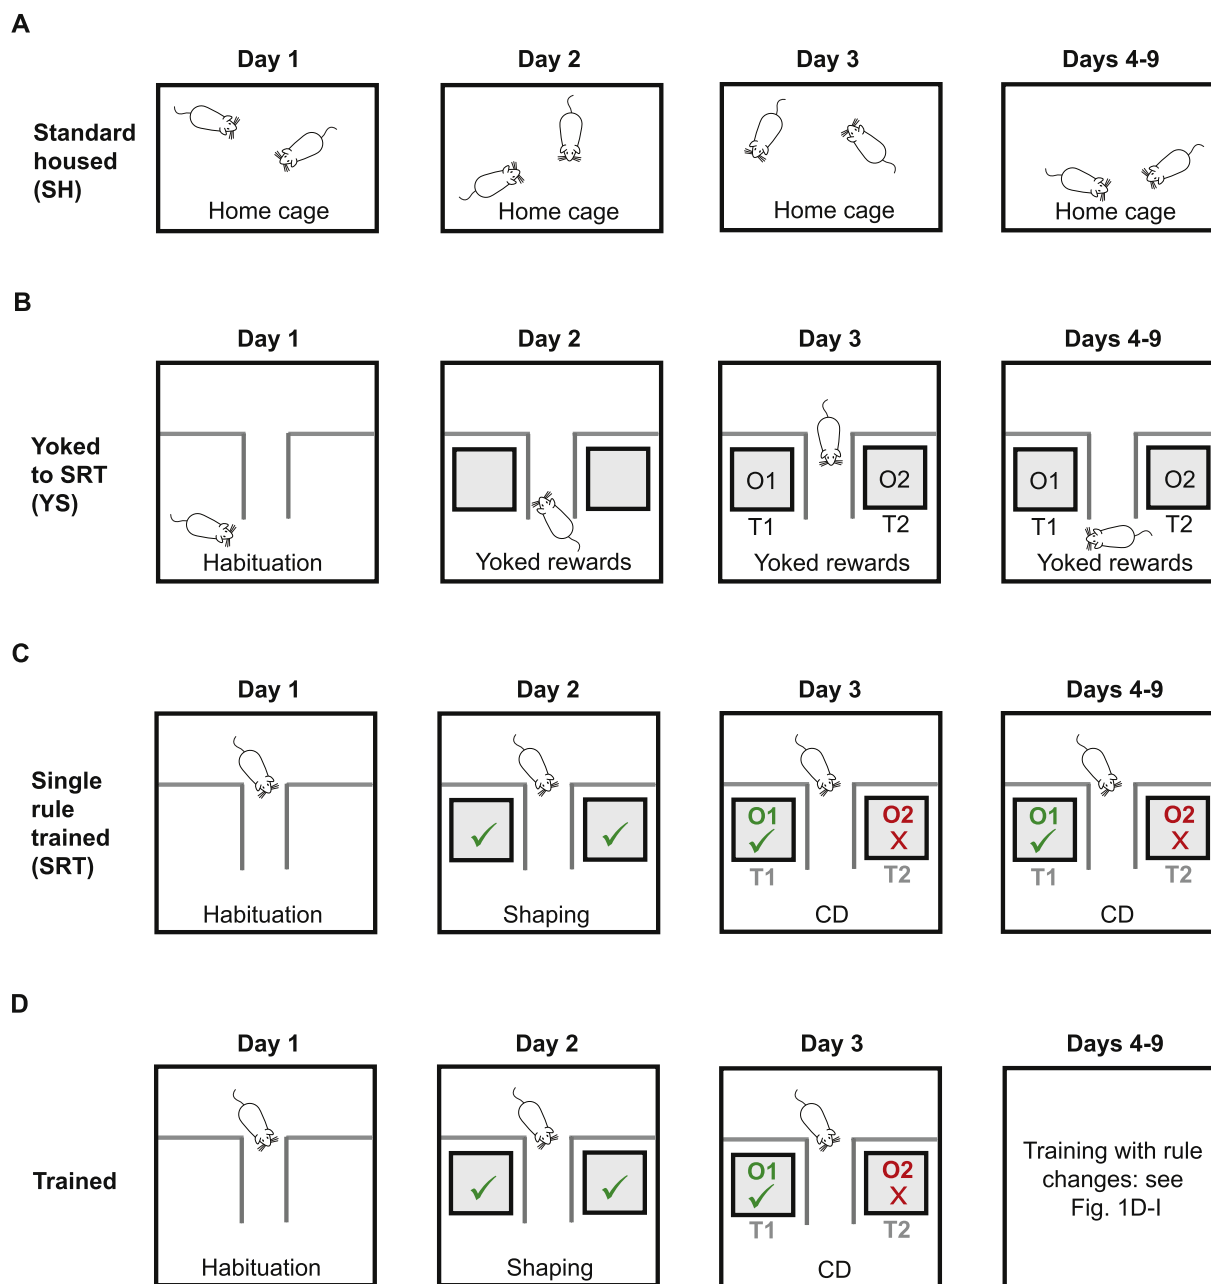 A
Day 1
Day 2
Day 3
Days 4-9
Standard
housed
(SH)
Home cage
Home cage
Home cage
Home cage
B
Day 1
Day 2
Day 3
Days 4-9
Yoked
to SRT
(YS)
Habituation
Yoked rewards
O1
O2
T1
T2
Yoked rewards
O1
O2
T1
T2
Yoked rewards
C
Day 1
Day 2
Day 3
Days 4-9
Single
rule
trained
(SRT)
Habituation
✓ ✓
Shaping
O1
O2
✓ X
T1
T2
CD
O1
O2
✓ X
T1
T2
CD
D
Day 1
Day 2
Day 3
Days 4-9
Trained
Habituation
✓ ✓
Shaping
O1
O2
✓ X
T1
T2
CD
Training with rule
changes: see
Fig. 1D-I